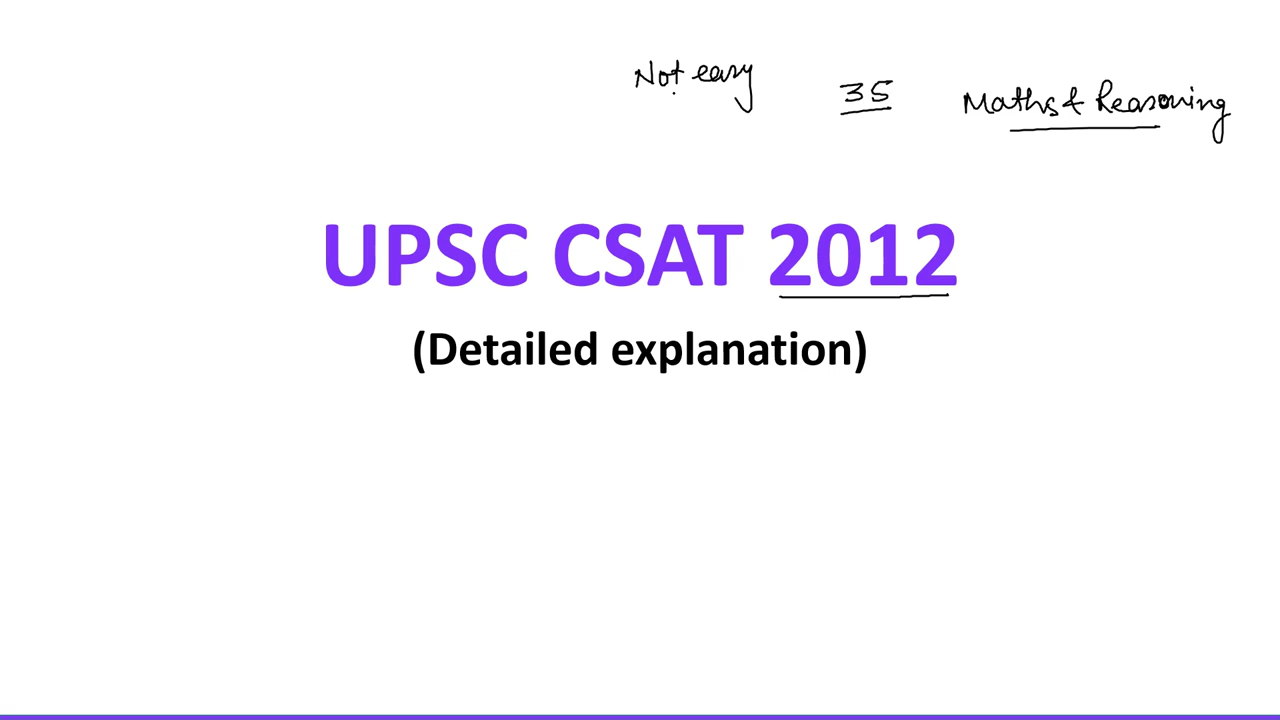 Not easy 35 Maths & Reasoning
UPSC CSAT 2012
(Detailed explanation)